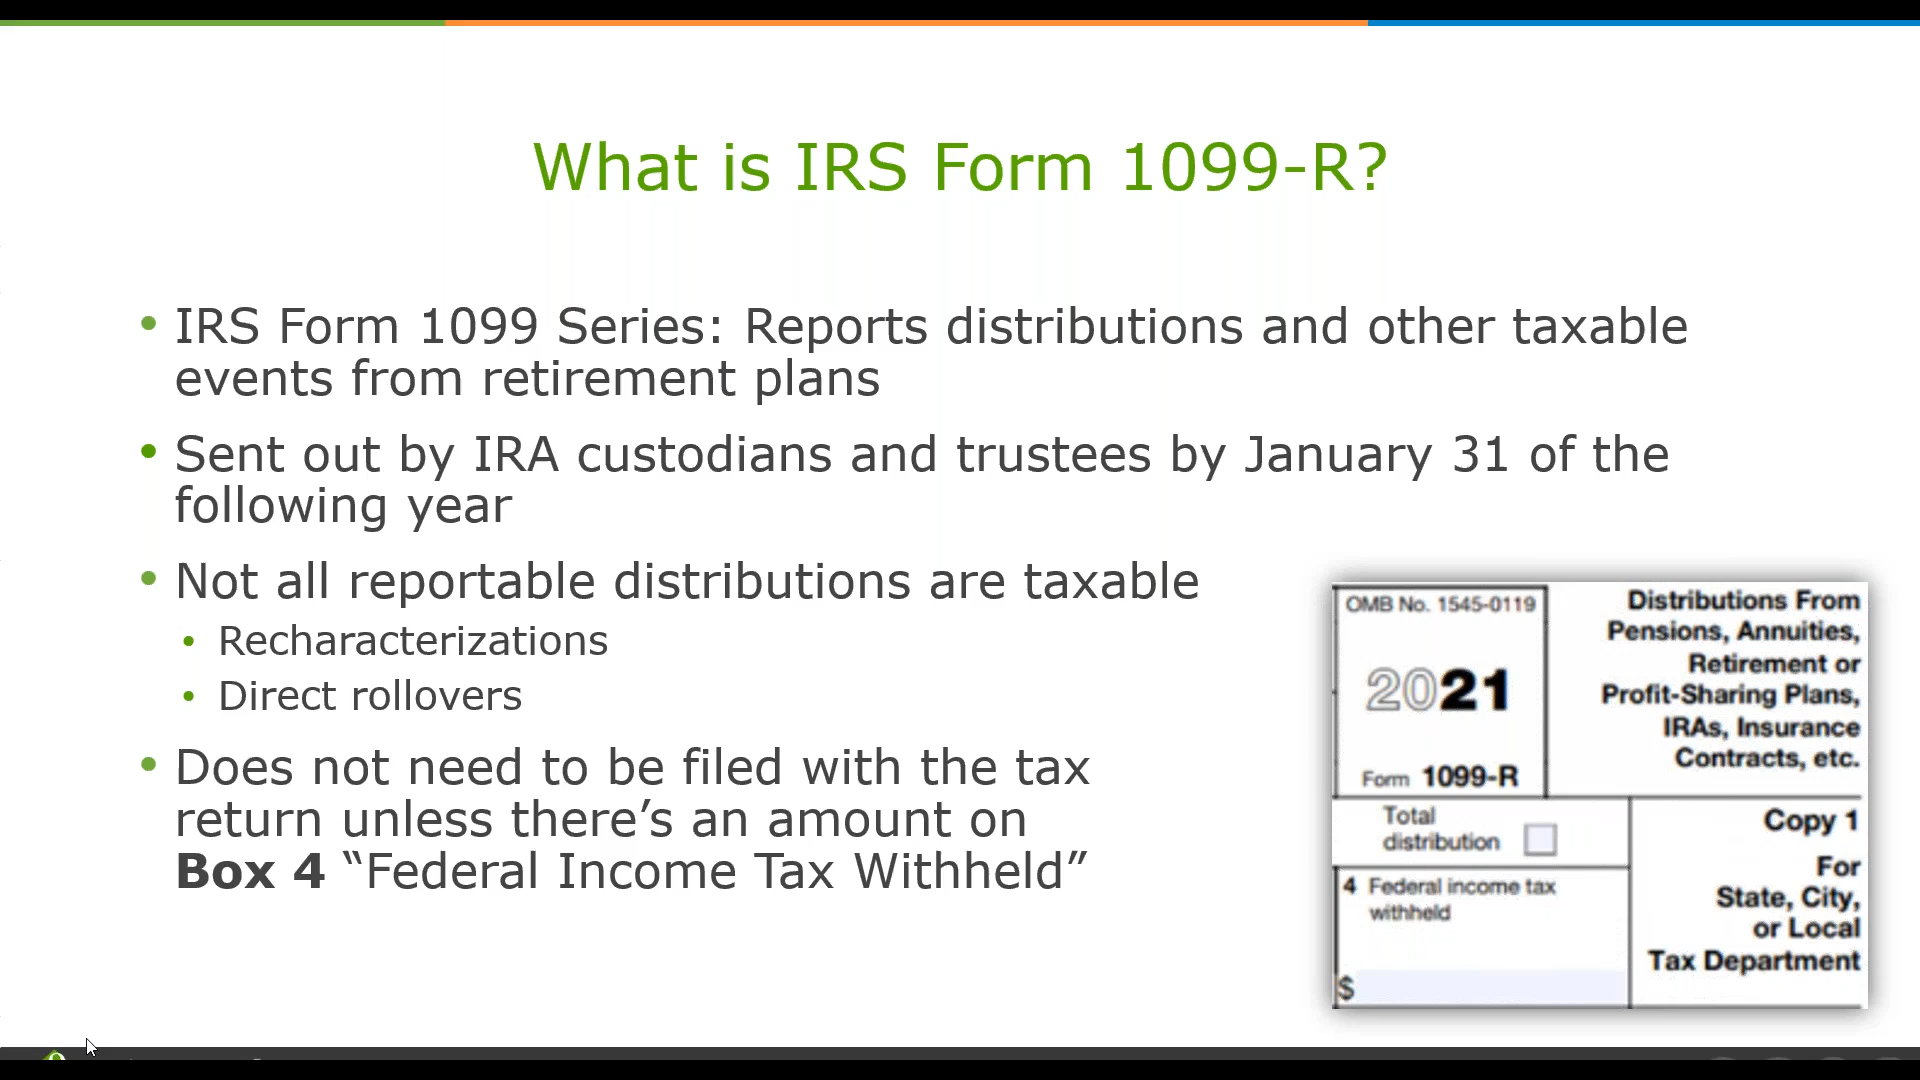 What is IRS Form 1099-R?
• IRS Form 1099 Series: Reports distributions and other taxable
events from retirement plans
• Sent out by IRA custodians and trustees by January 31 of the
following year
• Not all reportable distributions are taxable
• Recharacterizations
• Direct rollovers
• Does not need to be filed with the tax
return unless there’s an amount on
Box 4 “Federal Income Tax Withheld”
OMB No. 1545-0119
2021
Form 1099-R
Distributions From
Pensions, Annuities,
Retirement or
Profit-Sharing Plans,
IRAs, Insurance
Contracts, etc.
Total
distribution
Copy 1
4 Federal income tax
withheld
$
For
State, City,
or Local
Tax Department